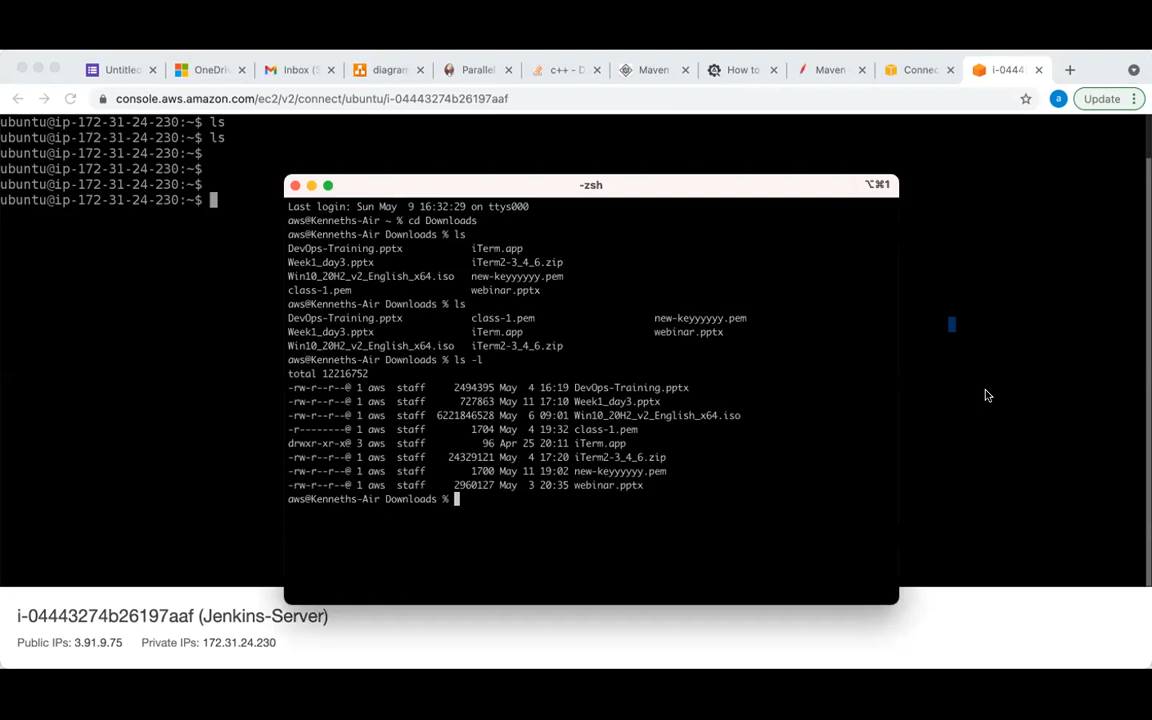 Untitled
OneDriv
Inbox (3
diagram
Parallel
c++ - D
Maven
How to
Maven
Connec
i-0444
console.aws.amazon.com/ec2/v2/connect/ubuntu/i-04443274b26197aaf
a
Update
ubuntu@ip-172-31-24-230:~$ ls
ubuntu@ip-172-31-24-230:~$ ls
ubuntu@ip-172-31-24-230:~$
ubuntu@ip-172-31-24-230:~$
ubuntu@ip-172-31-24-230:~$
ubuntu@ip-172-31-24-230:~$
-zsh ⌥⌘1
Last login: Sun May  9 16:32:29 on ttys000
aws@Kenneths-Air ~ % cd Downloads
aws@Kenneths-Air Downloads % ls
DevOps-Training.pptx iTerm.app
Week1_day3.pptx iTerm2-3_4_6.zip
Win10_20H2_v2_English_x64.iso new-keyyyyyy.pem
class-1.pem webinar.pptx
aws@Kenneths-Air Downloads % ls
DevOps-Training.pptx class-1.pem new-keyyyyyy.pem
Week1_day3.pptx iTerm.app webinar.pptx
Win10_20H2_v2_English_x64.iso iTerm2-3_4_6.zip
aws@Kenneths-Air Downloads % ls -l
total 12216752
-rw-r--r--@ 1 aws  staff     2494395 May  4 16:19 DevOps-Training.pptx
-rw-r--r--@ 1 aws  staff      727863 May 11 17:10 Week1_day3.pptx
-rw-r--r--@ 1 aws  staff  6221846528 May  6 09:01 Win10_20H2_v2_English_x64.iso
-r--------@ 1 aws  staff        1704 May  4 19:32 class-1.pem
drwxr-xr-x@ 3 aws  staff          96 Apr 25 20:11 iTerm.app
-rw-r--r--@ 1 aws  staff    24329121 May  4 17:20 iTerm2-3_4_6.zip
-rw-r--r--@ 1 aws  staff        1700 May 11 19:02 new-keyyyyyy.pem
-rw-r--r--@ 1 aws  staff     2960127 May  3 20:35 webinar.pptx
aws@Kenneths-Air Downloads %
i-04443274b26197aaf (Jenkins-Server)
Public IPs: 3.91.9.75 Private IPs: 172.31.24.230